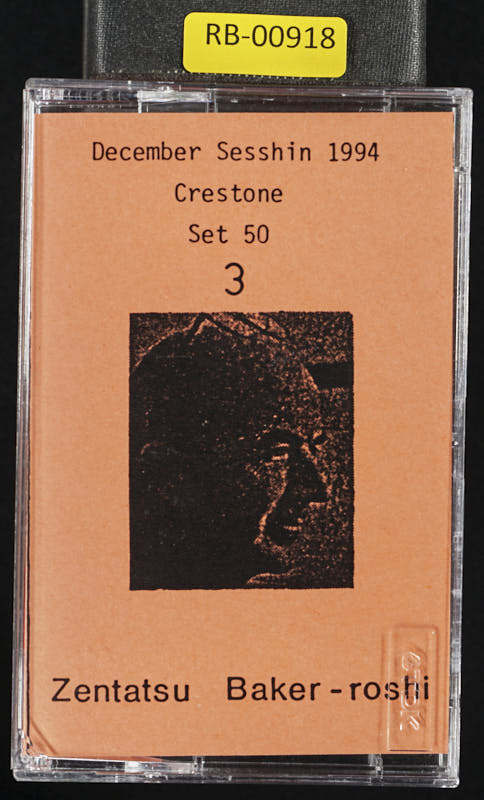 RB-00918
December Sesshin 1994
Crestone
Set 50
3
Zentatsu Baker-roshi